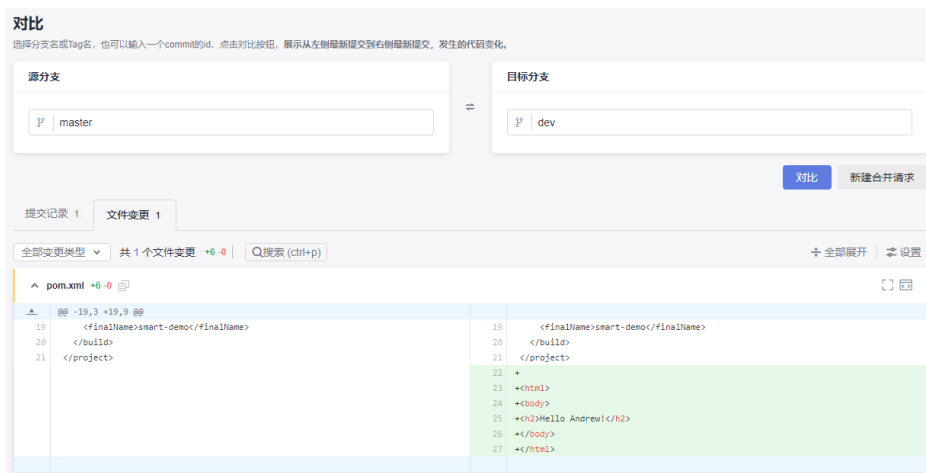 对比
选择分支名或Tag名，也可以输入一个commit的id，点击对比按钮，展示从左侧最新提交到右侧最新提交，发生的代码变化。
源分支
目标分支
master
dev
对比
新建合并请求
提交记录 1
文件变更 1
全部变更类型
共 1 个文件变更 +6 -0
搜索 (ctrl+p)
全部展开
设置
pom.xml +6 -0
@@ -19,3 +19,9 @@
19 <finalName>smart-demo</finalName>
20 </build>
21 </project>
19 <finalName>smart-demo</finalName>
20 </build>
21 </project>
22 +
23 +<html>
24 +<body>
25 +<h2>Hello Andrew!</h2>
26 +</body>
27 +</html>